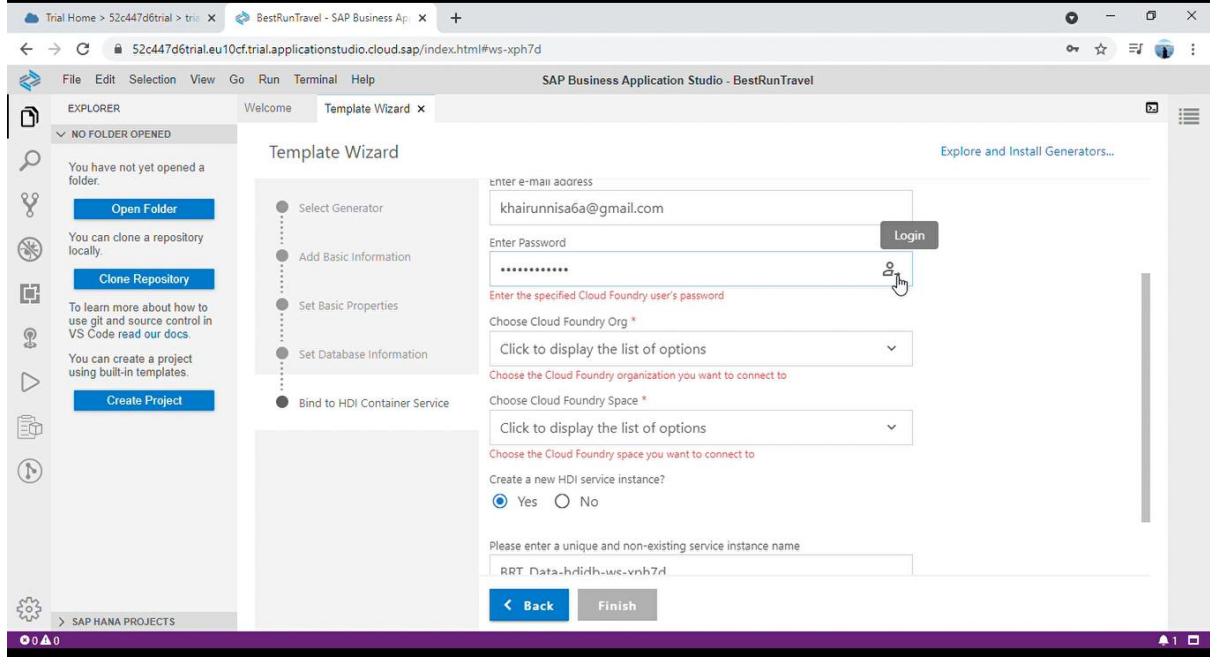 Trial Home > 52c447d6trial > tria
BestRunTravel - SAP Business Ap
52c447d6trial.eu10cf.trial.applicationstudio.cloud.sap/index.html#ws-xph7d
File Edit Selection View Go Run Terminal Help
SAP Business Application Studio - BestRunTravel
EXPLORER
NO FOLDER OPENED
You have not yet opened a
folder.
Open Folder
You can clone a repository
locally.
Clone Repository
To learn more about how to
use git and source control in
VS Code read our docs.
You can create a project
using built-in templates.
Create Project
SAP HANA PROJECTS
Welcome
Template Wizard
Template Wizard
Explore and Install Generators...
Select Generator
Add Basic Information
Set Basic Properties
Set Database Information
Bind to HDI Container Service
Enter e-mail address
khairunnisa6a@gmail.com
Enter Password
Login
••••••••••••
Enter the specified Cloud Foundry user's password
Choose Cloud Foundry Org *
Click to display the list of options
Choose the Cloud Foundry organization you want to connect to
Choose Cloud Foundry Space *
Click to display the list of options
Choose the Cloud Foundry space you want to connect to
Create a new HDI service instance?
Yes No
Please enter a unique and non-existing service instance name
BRT_Data-hdidb-ws-xph7d
Back
Finish
0 0
1